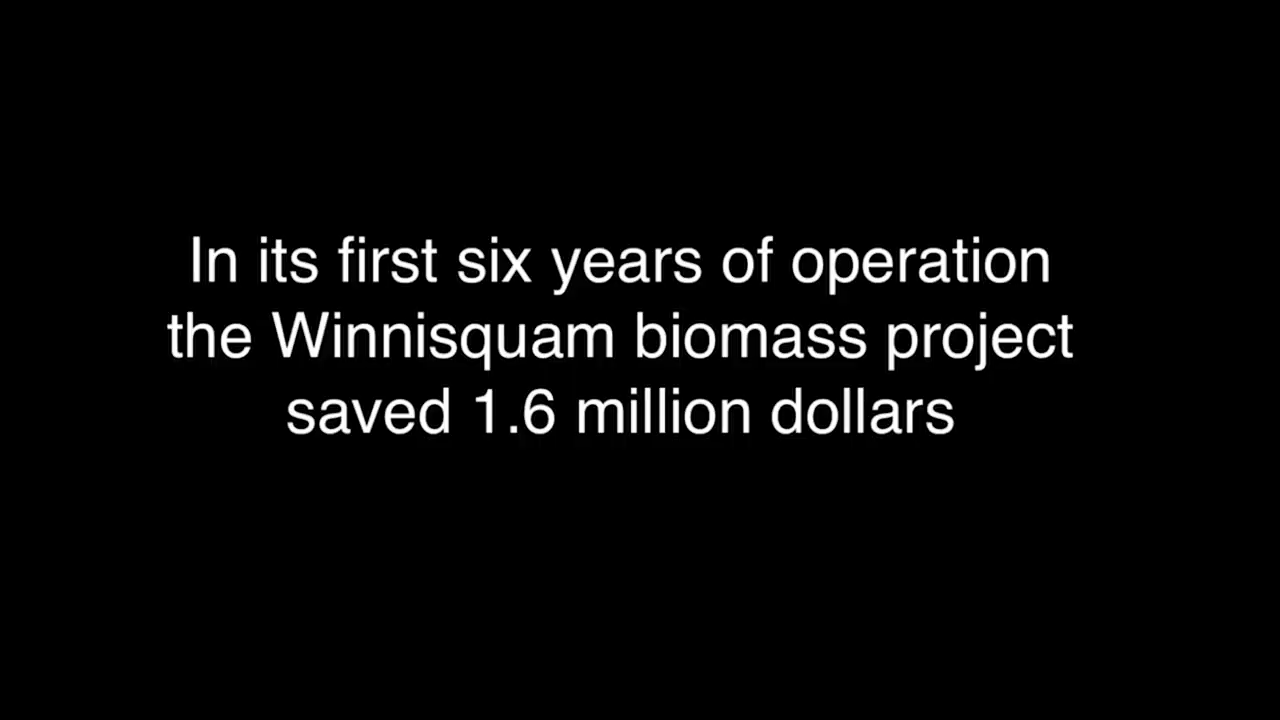 In its first six years of operation
the Winnisquam biomass project
saved 1.6 million dollars